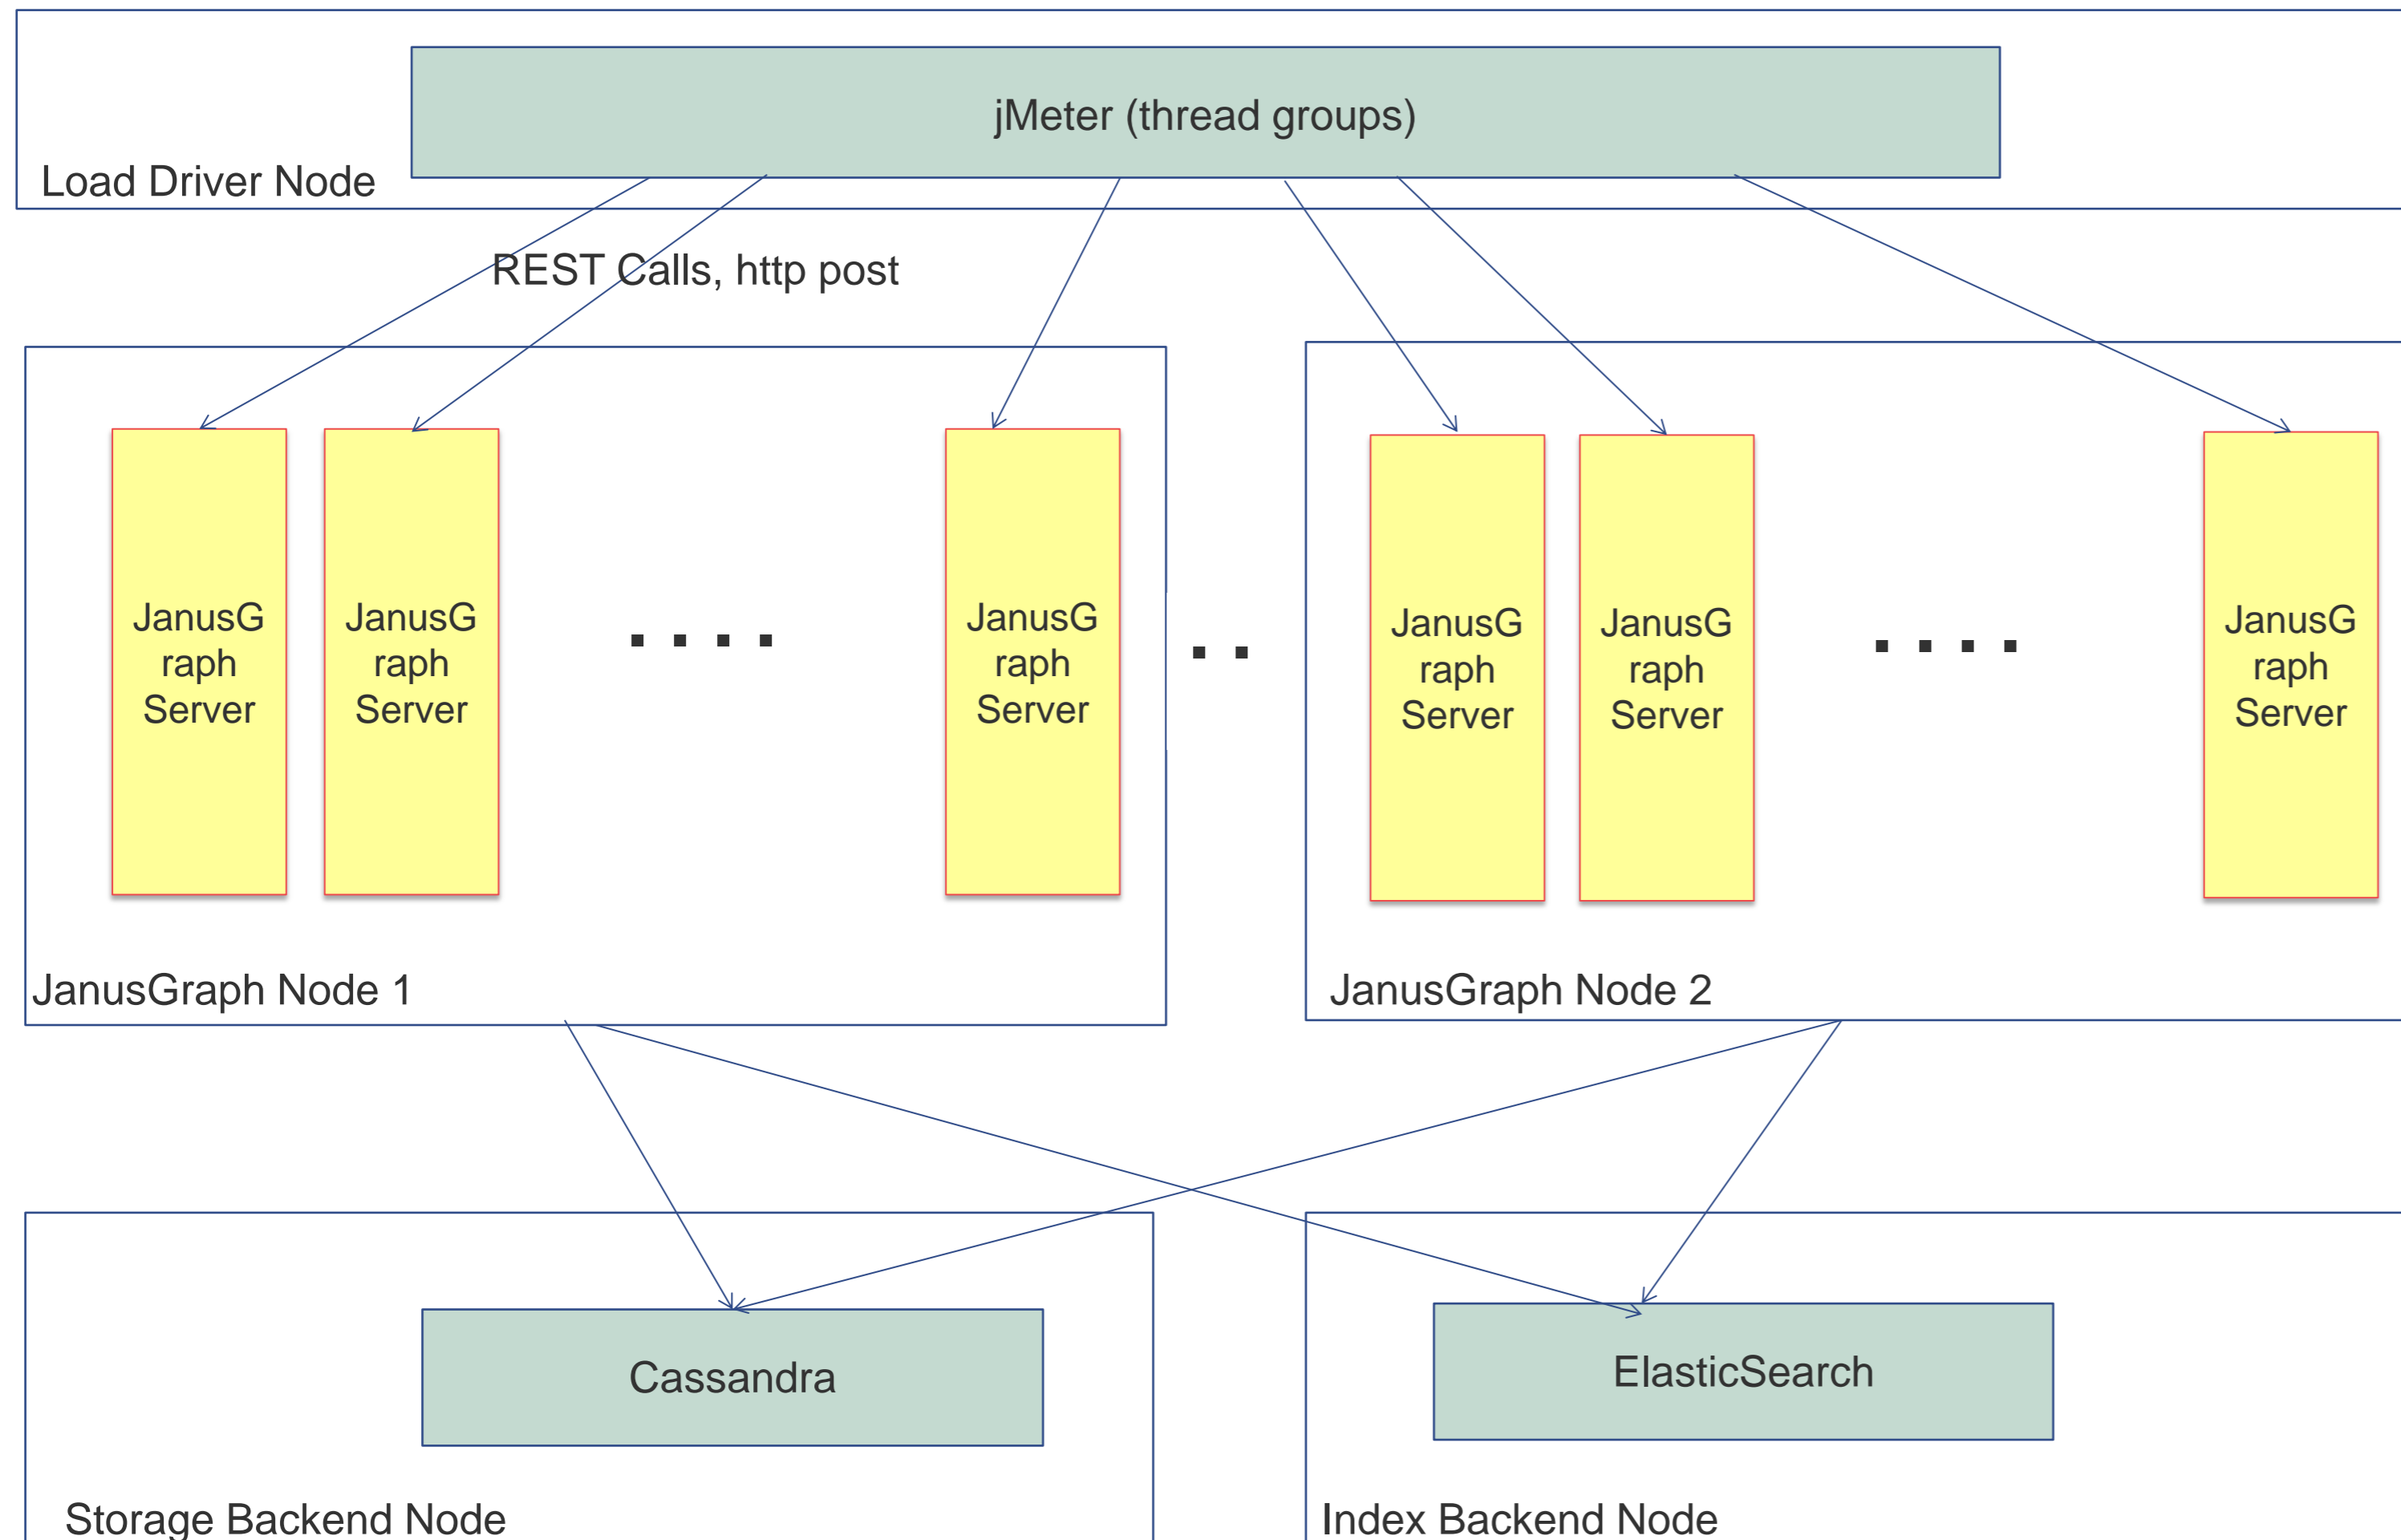 jMeter (thread groups)
Load Driver Node
REST Calls, http post
JanusG
raph
Server
JanusG
raph
Server
. . . .
JanusG
raph
Server
. .
JanusG
raph
Server
JanusG
raph
Server
. . . .
JanusG
raph
Server
JanusGraph Node 1
JanusGraph Node 2
Cassandra
ElasticSearch
Storage Backend Node
Index Backend Node